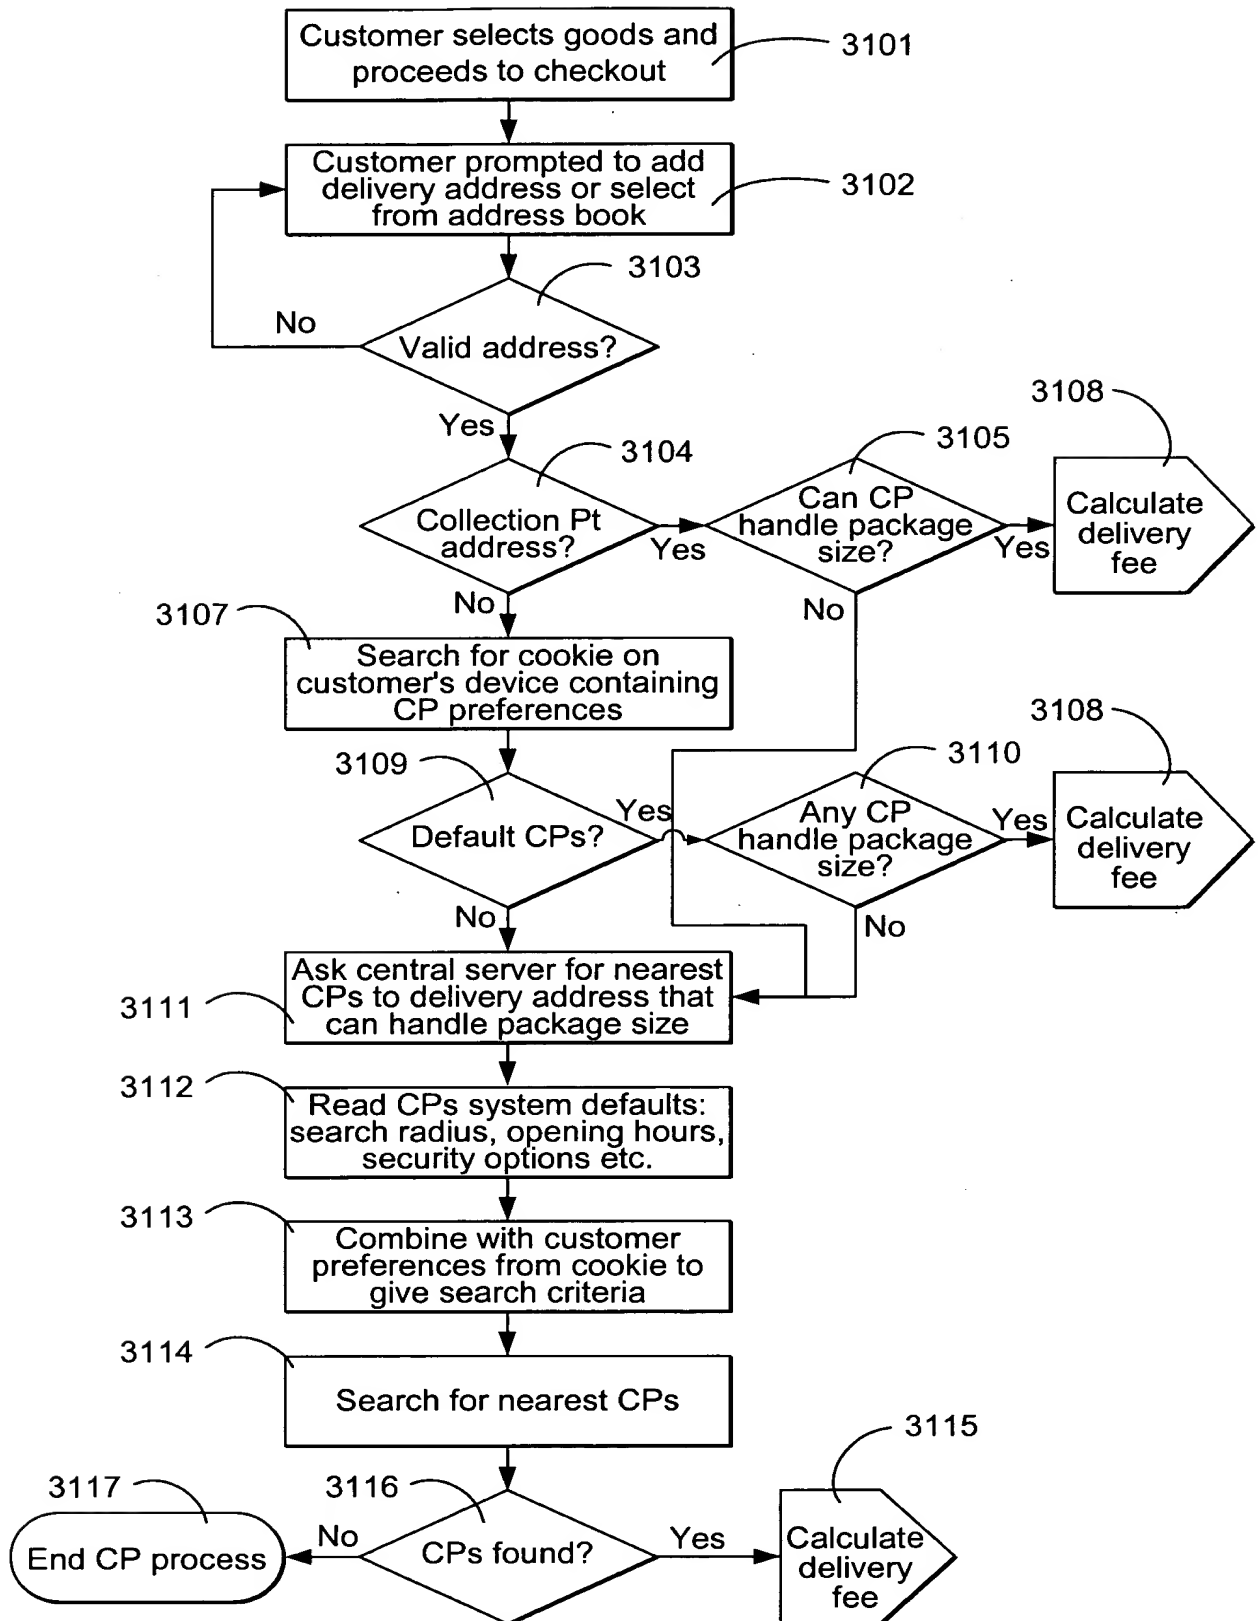 Customer selects goods and
proceeds to checkout
3101
Customer prompted to add
delivery address or select
from address book
3102
3103
No
Valid address?
Yes
3104
Collection Pt
address?
Yes
3105
Can CP
handle package
size?
Yes
3108
Calculate
delivery
fee
No
No
3107
Search for cookie on
customer's device containing
CP preferences
3109
Default CPs?
Yes
3110
Any CP
handle package
size?
Yes
3108
Calculate
delivery
fee
No
No
3111
Ask central server for nearest
CPs to delivery address that
can handle package size
3112
Read CPs system defaults:
search radius, opening hours,
security options etc.
3113
Combine with customer
preferences from cookie to
give search criteria
3114
Search for nearest CPs
3116
CPs found?
No
3117
End CP process
Yes
3115
Calculate
delivery
fee